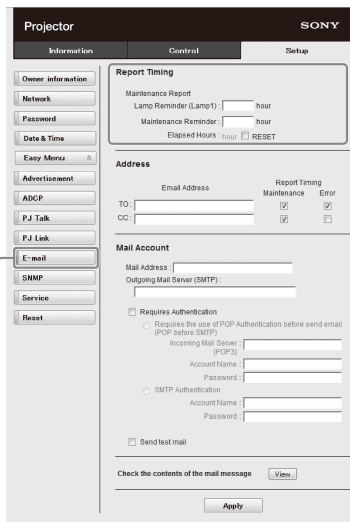 Projector
SONY
Information
Control
Setup
Owner information
Network
Password
Date & Time
Easy Menu
Advertisement
ADCP
PJ Talk
PJ Link
E-mail
SNMP
Service
Reset
Report Timing
Maintenance Report
Lamp Reminder (Lamp1) : hour
Maintenance Reminder : hour
Elapsed Hours : hour RESET
Address
Email Address
Report Timing
Maintenance Error
TO :
CC :
Mail Account
Mail Address :
Outgoing Mail Server (SMTP) :
Requires Authentication
Requires the use of POP Authentication before send email
(POP before SMTP)
Incoming Mail Server :
(POP3)
Account Name :
Password :
SMTP Authentication
Account Name :
Password :
Send test mail
Check the contents of the mail message View
Apply